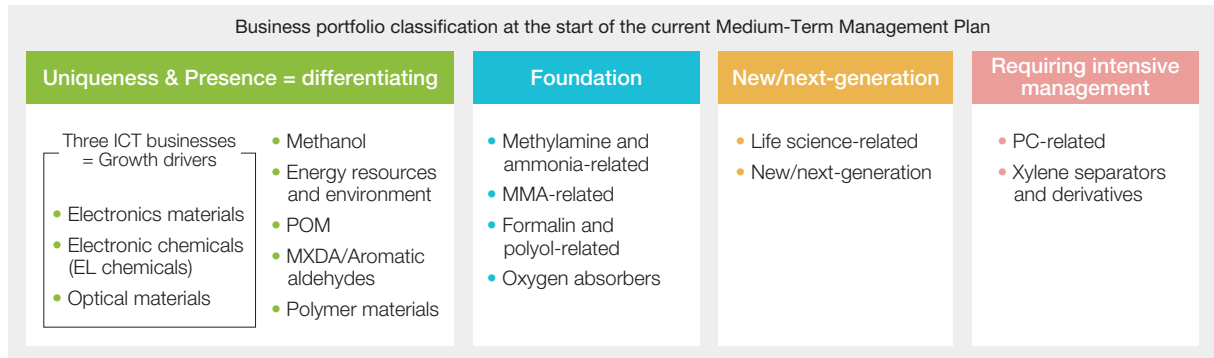 Business portfolio classification at the start of the current Medium-Term Management Plan
Uniqueness & Presence = differentiating
Three ICT businesses
= Growth drivers
• Electronics materials
• Electronic chemicals
(EL chemicals)
• Optical materials
• Methanol
• Energy resources
and environment
• POM
• MXDA/Aromatic
aldehydes
• Polymer materials
Foundation
• Methylamine and
ammonia-related
• MMA-related
• Formalin and
polyol-related
• Oxygen absorbers
New/next-generation
• Life science-related
• New/next-generation
Requiring intensive
management
• PC-related
• Xylene separators
and derivatives